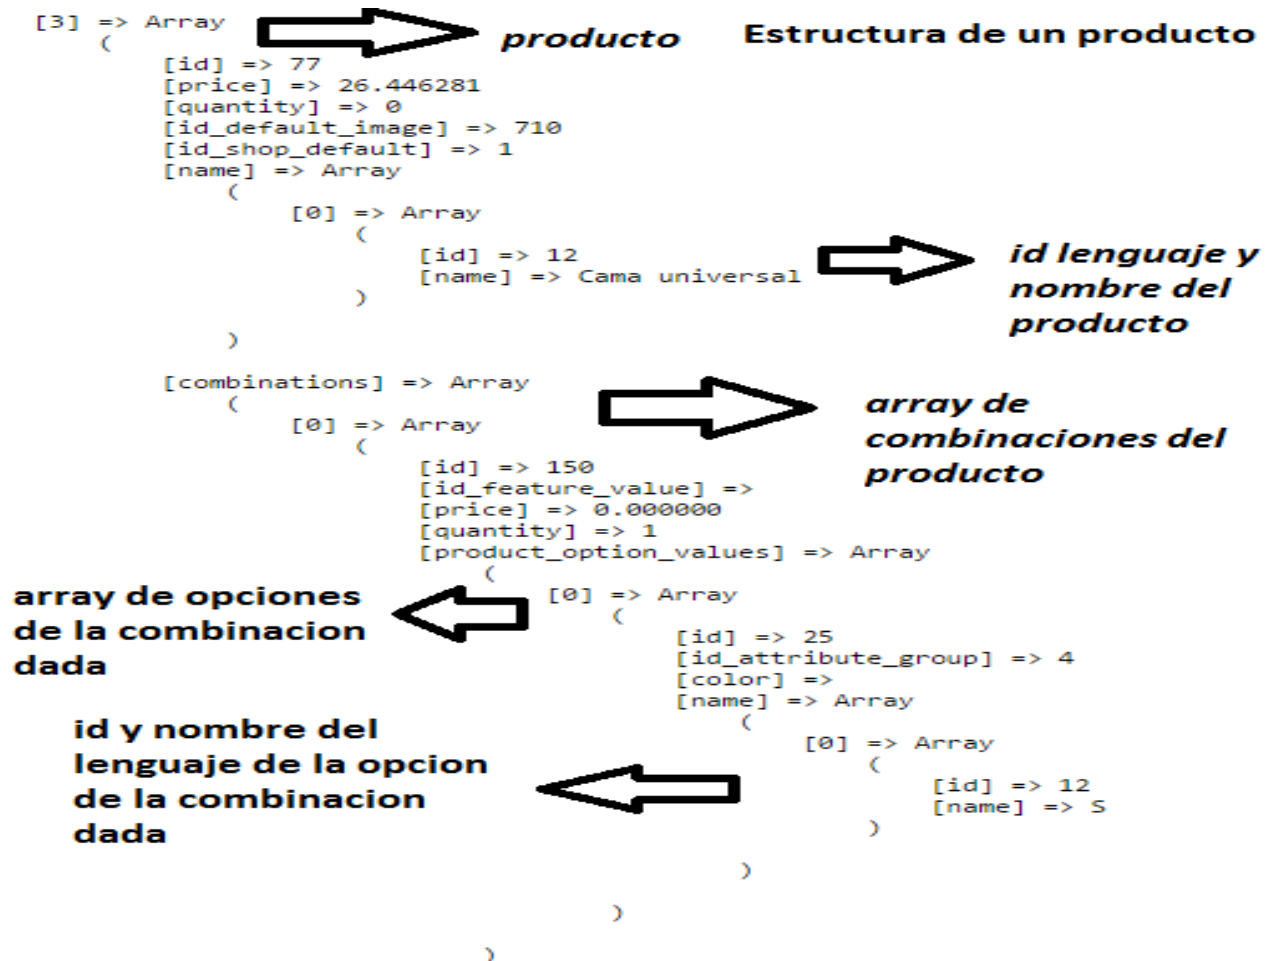 [3] => Array
(
producto
Estructura de un producto
[id] => 77
[price] => 26.446281
[quantity] => 0
[id_default_image] => 710
[id_shop_default] => 1
[name] => Array
(
[0] => Array
(
[id] => 12
[name] => Cama universal
)
)
id lenguaje y
nombre del
producto
[combinations] => Array
(
[0] => Array
(
array de
combinaciones del
producto
[id] => 150
[id_feature_value] =>
[price] => 0.000000
[quantity] => 1
[product_option_values] => Array
(
array de opciones
de la combinacion
dada
[0] => Array
(
[id] => 25
[id_attribute_group] => 4
[color] =>
[name] => Array
(
id y nombre del
lenguaje de la opcion
de la combinacion
dada
[0] => Array
(
[id] => 12
[name] => S
)
)
)
)